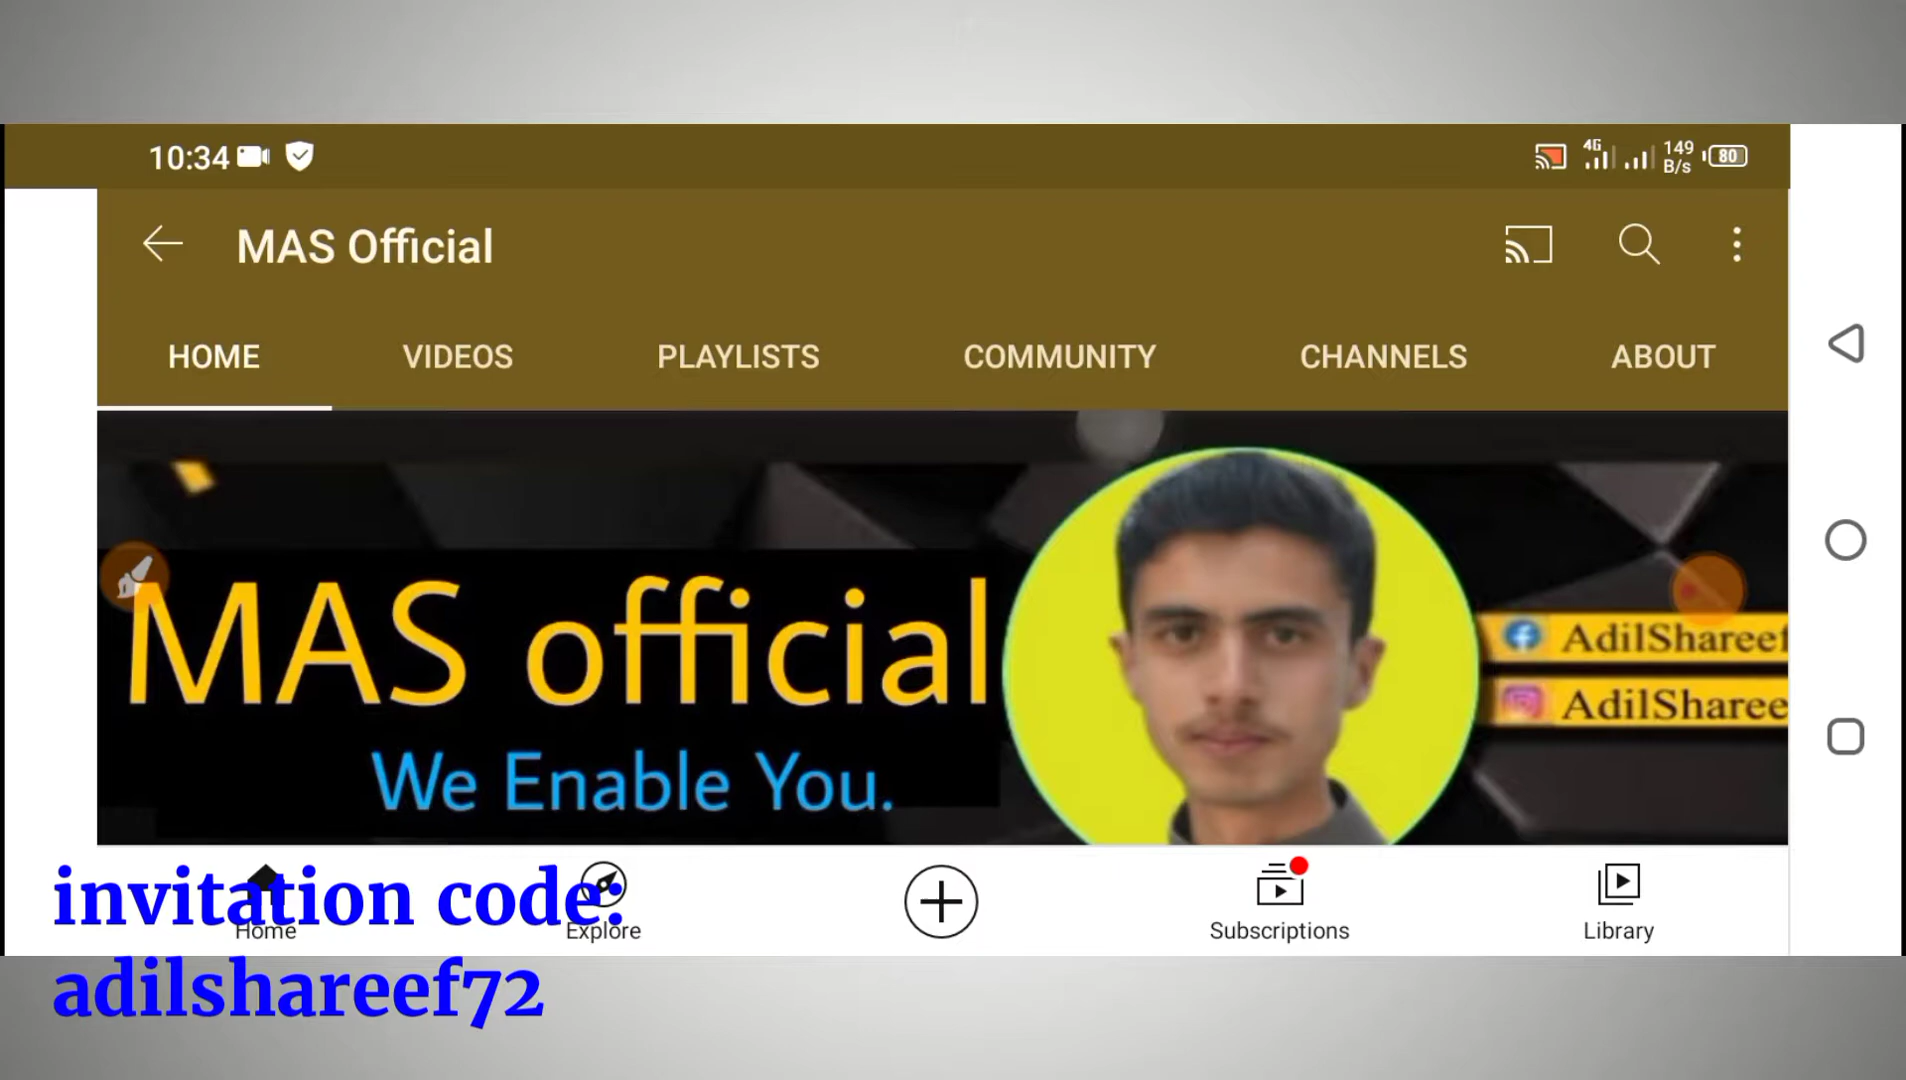 10:34
4G
149
B/s
80
MAS Official
HOME VIDEOS PLAYLISTS COMMUNITY CHANNELS ABOUT
MAS official
We Enable You.
AdilShareef
AdilSharee
Home Explore Subscriptions Library
invitation code:
adilshareef72